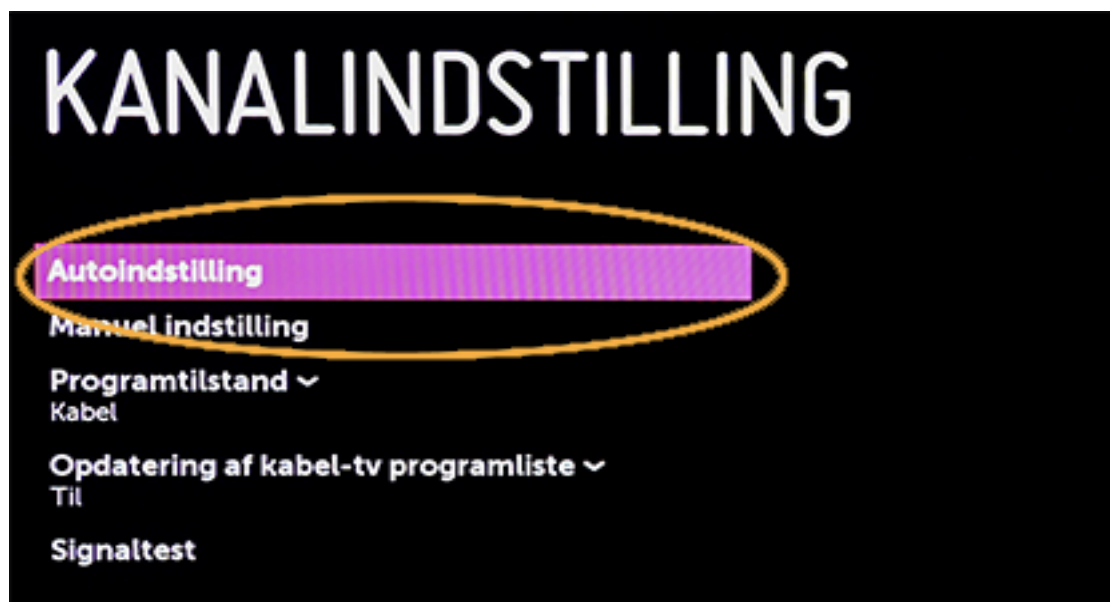 KANALINDSTILLING
Autoindstilling
Manuel indstilling
Programtilstand
Kabel
Opdatering af kabel-tv programliste
Til
Signaltest